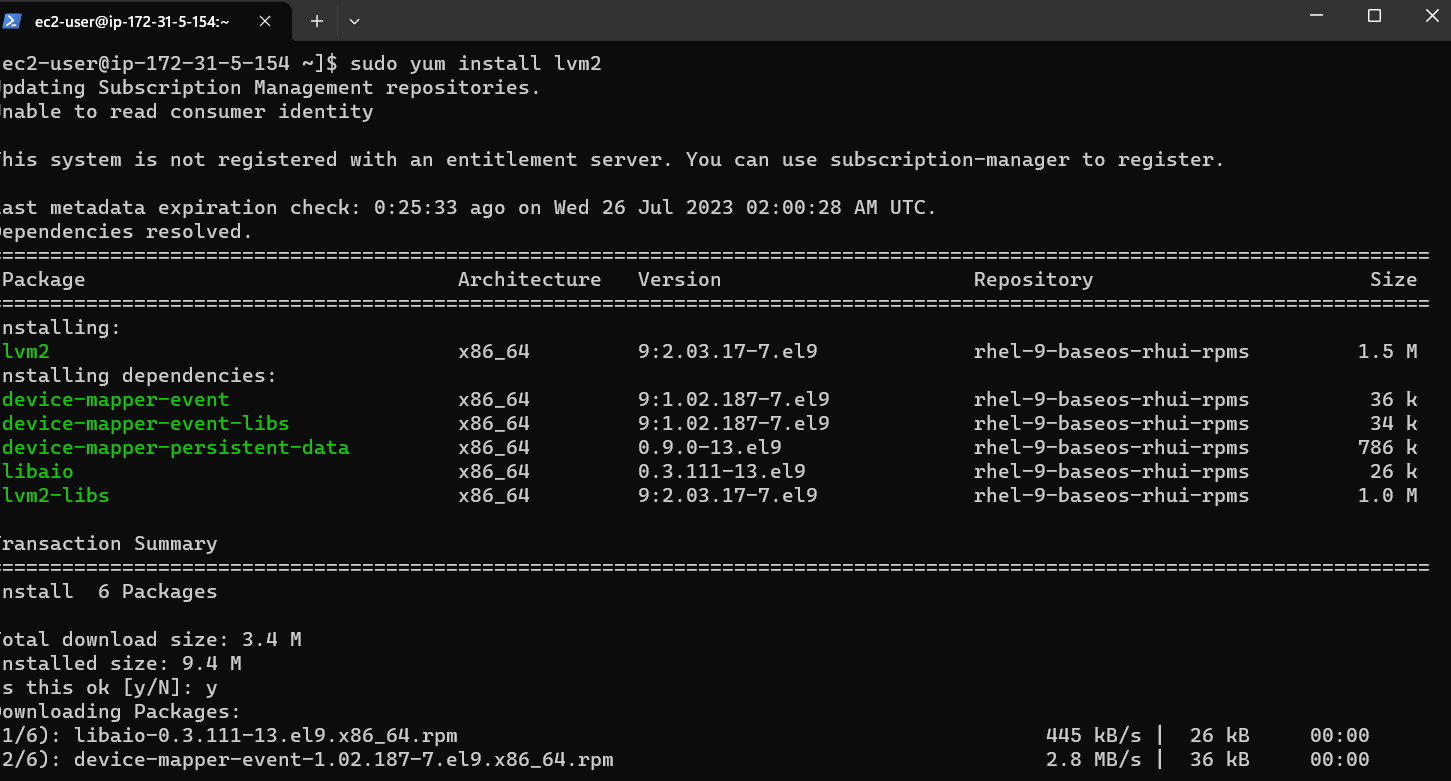 ec2-user@ip-172-31-5-154:~
ec2-user@ip-172-31-5-154 ~]$ sudo yum install lvm2
pdating Subscription Management repositories.
nable to read consumer identity
his system is not registered with an entitlement server. You can use subscription-manager to register.
ast metadata expiration check: 0:25:33 ago on Wed 26 Jul 2023 02:00:28 AM UTC.
ependencies resolved.
================================================================================
Package Architecture Version Repository Size
================================================================================
nstalling:
lvm2 x86_64 9:2.03.17-7.el9 rhel-9-baseos-rhui-rpms 1.5 M
nstalling dependencies:
device-mapper-event x86_64 9:1.02.187-7.el9 rhel-9-baseos-rhui-rpms 36 k
device-mapper-event-libs x86_64 9:1.02.187-7.el9 rhel-9-baseos-rhui-rpms 34 k
device-mapper-persistent-data x86_64 0.9.0-13.el9 rhel-9-baseos-rhui-rpms 786 k
libaio x86_64 0.3.111-13.el9 rhel-9-baseos-rhui-rpms 26 k
lvm2-libs x86_64 9:2.03.17-7.el9 rhel-9-baseos-rhui-rpms 1.0 M
ransaction Summary
================================================================================
nstall 6 Packages
otal download size: 3.4 M
nstalled size: 9.4 M
s this ok [y/N]: y
ownloading Packages:
1/6): libaio-0.3.111-13.el9.x86_64.rpm 445 kB/s | 26 kB 00:00
2/6): device-mapper-event-1.02.187-7.el9.x86_64.rpm 2.8 MB/s | 36 kB 00:00